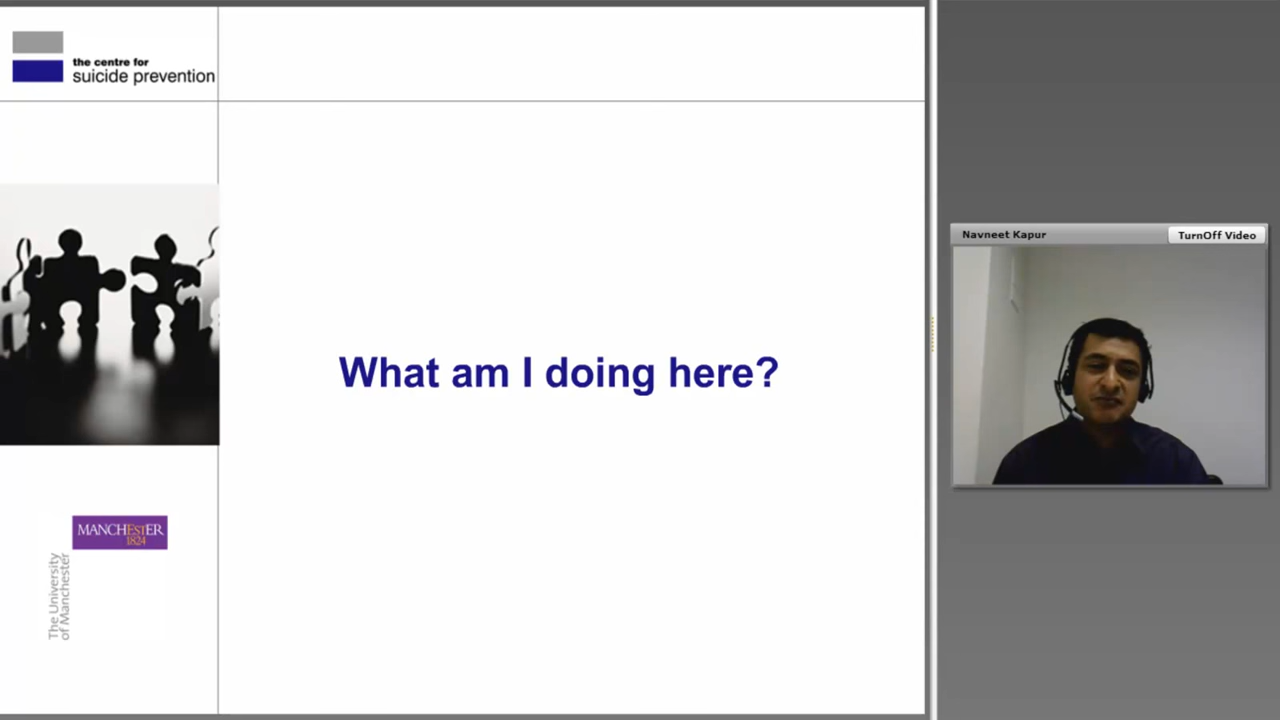 the centre for
suicide prevention
What am I doing here?
MANCHESTER
1824
The University
of Manchester
Navneet Kapur
TurnOff Video